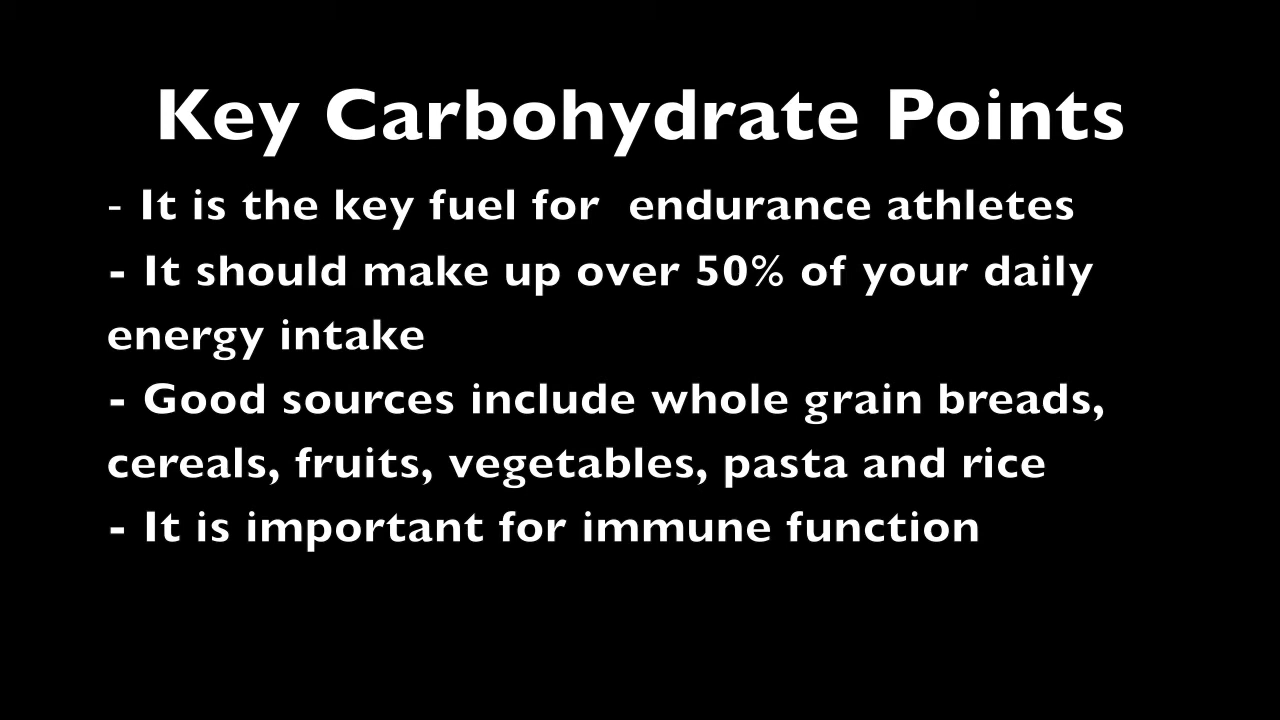 Key Carbohydrate Points
- It is the key fuel for  endurance athletes
- It should make up over 50% of your daily
energy intake
- Good sources include whole grain breads,
cereals, fruits, vegetables, pasta and rice
- It is important for immune function